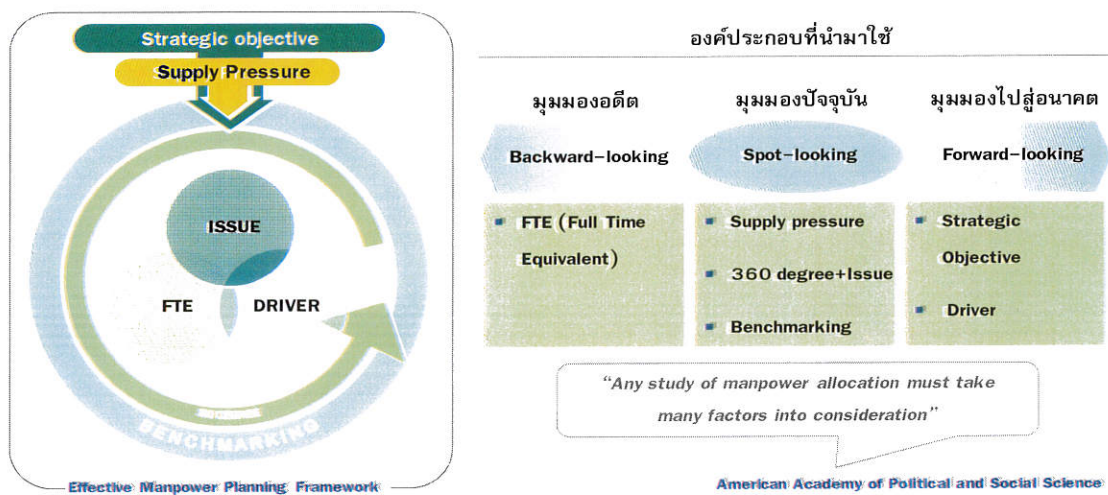 Strategic objective
Supply Pressure
ISSUE
FTE
DRIVER
BENCHMARKING
Effective Manpower Planning Framework
องค์ประกอบที่นำมาใช้
มุมมองอดีต
มุมมองปัจจุบัน
มุมมองไปสู่อนาคต
Backward-looking
Spot-looking
Forward-looking
▪ FTE (Full Time
Equivalent)
▪ Supply pressure
▪ 360 degree+Issue
▪ Benchmarking
▪ Strategic
Objective
▪ Driver
“Any study of manpower allocation must take
many factors into consideration”
American Academy of Political and Social Science